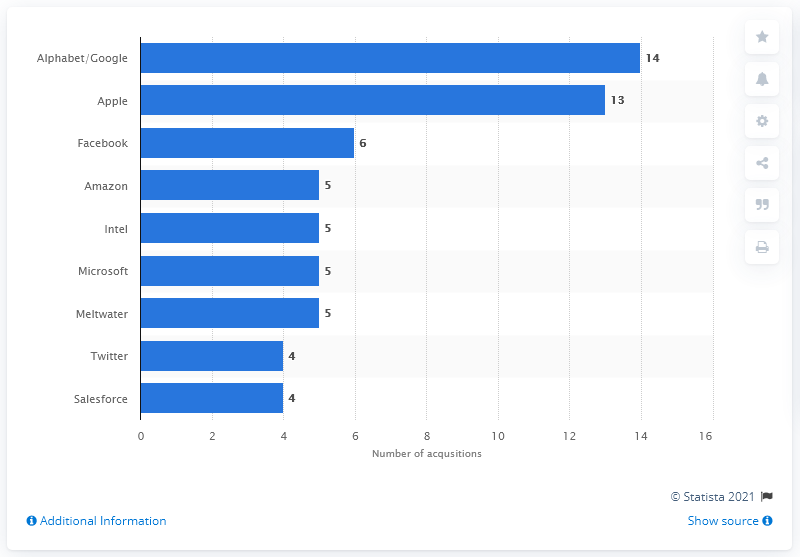 Alphabet/Google 14
Apple 13
Facebook 6
Amazon 5
Intel 5
Microsoft 5
Meltwater 5
Twitter 4
Salesforce 4
0 2 4 6 8 10 12 14 16
Number of acqusitions
© Statista 2021
Additional Information
Show source